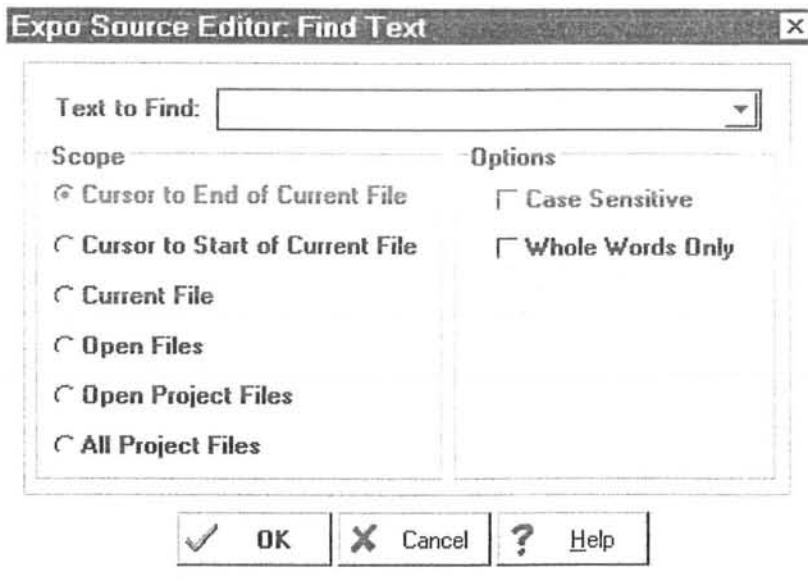 Expo Source Editor: Find Text
Text to Find:
Scope
Cursor to End of Current File
Cursor to Start of Current File
Current File
Open Files
Open Project Files
All Project Files
Options
Case Sensitive
Whole Words Only
OK Cancel Help